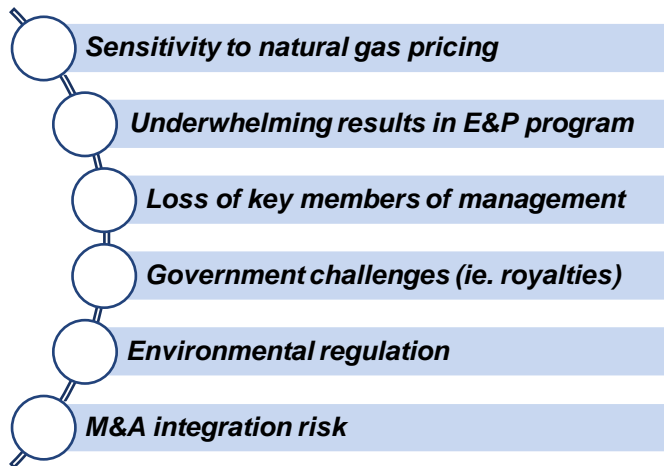 Sensitivity to natural gas pricing
Underwhelming results in E&P program
Loss of key members of management
Government challenges (ie. royalties)
Environmental regulation
M&A integration risk